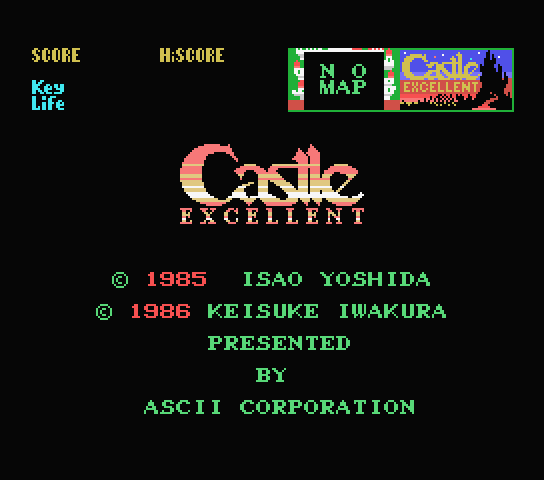 SCORE H:SCORE
Key
Life
N O
MAP
Castle
EXCELLENT
Castle
EXCELLENT
© 1985 ISAO YOSHIDA
© 1986 KEISUKE IWAKURA
PRESENTED
BY
ASCII CORPORATION